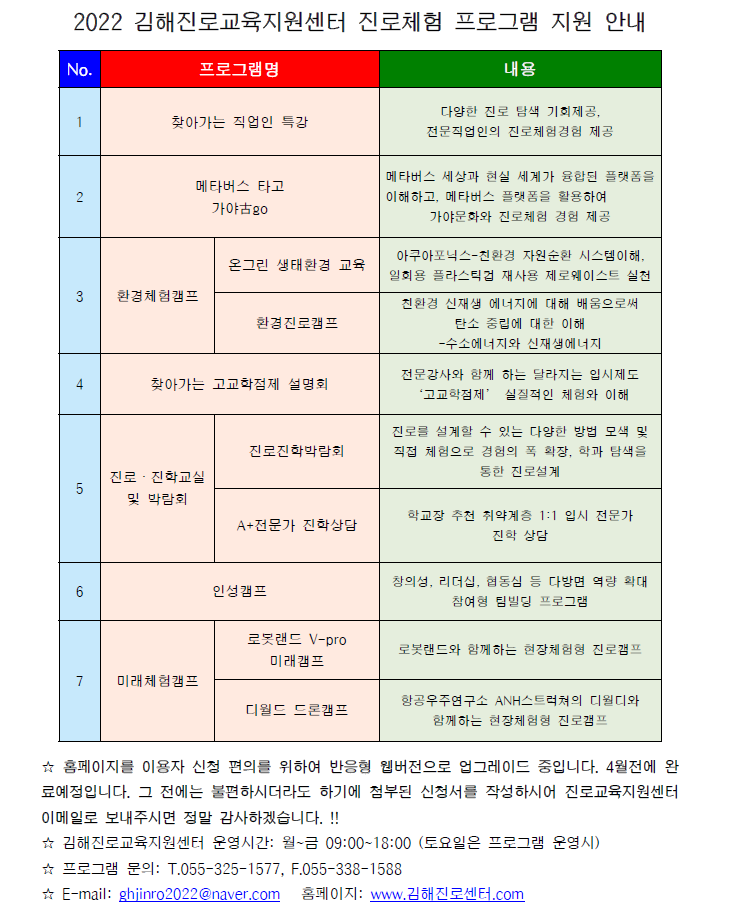 2022 김해진로교육지원센터 진로체험 프로그램 지원 안내
No. 프로그램명 내용
1 찾아가는 직업인 특강 다양한 진로 탐색 기회제공,
전문직업인의 진로체험경험 제공
2 메타버스 타고
가야古go
메타버스 세상과 현실 세계가 융합된 플랫폼을
이해하고, 메타버스 플랫폼을 활용하여
가야문화와 진로체험 경험 제공
3 환경체험캠프
온그린 생태환경 교육
아쿠아포닉스-친환경 자원순환 시스템이해,
일회용 플라스틱컵 재사용 제로웨이스트 실천
환경진로캠프
친환경 신재생 에너지에 대해 배움으로써
탄소 중립에 대한 이해
-수소에너지와 신재생에너지
4 찾아가는 고교학점제 설명회
전문강사와 함께 하는 달라지는 입시제도
‘고교학점제’ 실질적인 체험와 이해
5 진로·진학교실
및 박람회
진로진학박람회
진로를 설계할 수 있는 다양한 방법 모색 및
직접 체험으로 경험의 폭 확장, 학과 탐색을
통한 진로설계
A+전문가 진학상담
학교장 추천 취약계층 1:1 입시 전문가
진학 상담
6 인성캠프
창의성, 리더십, 협동심 등 다방면 역량 확대
참여형 팀빌딩 프로그램
7 미래체험캠프
로봇랜드 V-pro
미래캠프
로봇랜드와 함께하는 현장체험형 진로캠프
디월드 드론캠프
항공우주연구소 ANH스트럭쳐의 디월디와
함께하는 현장체험형 진로캠프
☆ 홈페이지를 이용자 신청 편의를 위하여 반응형 웹버전으로 업그레이드 중입니다. 4월전에 완
료예정입니다. 그 전에는 불편하시더라도 하기에 첨부된 신청서를 작성하시어 진로교육지원센터
이메일로 보내주시면 정말 감사하겠습니다. !!
☆ 김해진로교육지원센터 운영시간: 월~금 09:00~18:00 (토요일은 프로그램 운영시)
☆ 프로그램 문의: T.055-325-1577, F.055-338-1588
☆ E-mail: ghjinro2022@naver.com 홈페이지: www.김해진로센터.com